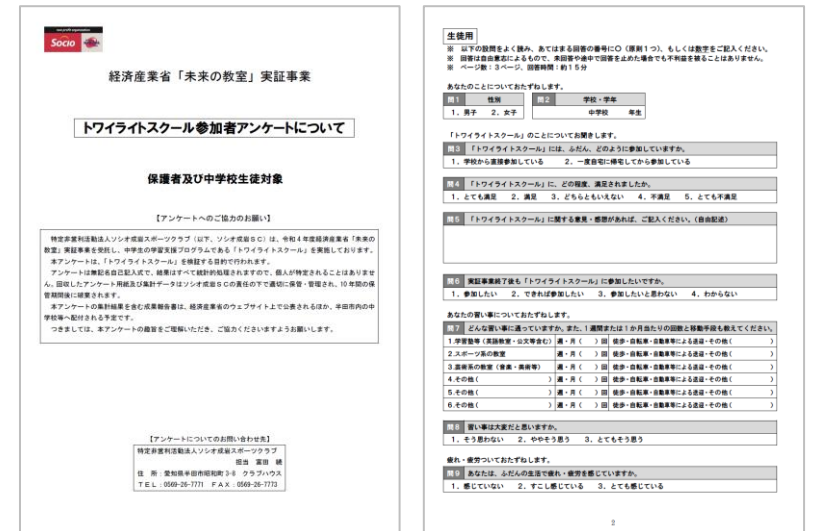 non-profit organization
Socio
経済産業省「未来の教室」実証事業
トワイライトスクール参加者アンケートについて
保護者及び中学校生徒対象
【アンケートへのご協力のお願い】
特定非営利活動法人ソシオ成岩スポーツクラブ（以下、ソシオ成岩ＳＣ）は、令和４年度経済産業省「未来の
教室」実証事業を受託し、中学生の学習支援プログラムである「トワイライトスクール」を実施しております。
本アンケートは、「トワイライトスクール」を検証する目的で行われます。
アンケートは無記名自己記入式で、結果はすべて統計的処理されますので、個人が特定されることはありませ
ん。回収したアンケート用紙及び集計データはソシオ成岩ＳＣの責任の下で適切に保管・管理され、10年間の保
管期間後に破棄されます。
本アンケートの集計結果を含む成果報告書は、経済産業省のウェブサイト上で公表されるほか、半田市内の中
学校等へ配付される予定です。
つきましては、本アンケートの趣旨をご理解いただき、ご協力くださいますようお願いします。
【アンケートについてのお問い合わせ先】
特定非営利活動法人ソシオ成岩スポーツクラブ
担当 富田 綾
住 所：愛知県半田市昭和町3-8 クラブハウス
ＴＥＬ：0569-26-7771 ＦＡＸ：0569-26-7773
生徒用
※ 以下の設問をよく読み、あてはまる回答の番号に○（原則１つ）、もしくは数字をご記入ください。
※ 回答は自由意志によるもので、未回答や途中で回答を止めた場合でも不利益を被ることはありません。
※ ページ数：３ページ、回答時間：約１５分
あなたのことについておたずねします。
問１ 性別 問２ 学校・学年
１．男子 ２．女子 中学校 年生
「トワイライトスクール」のことについてお聞きします。
問３ 「トワイライトスクール」には、ふだん、どのように参加していますか。
１．学校から直接参加している ２．一度自宅に帰宅してから参加している
問４ 「トワイライトスクール」に、どの程度、満足されましたか。
１．とても満足 ２．満足 ３．どちらともいえない ４．不満足 ５．とても不満足
問５ 「トワイライトスクール」に関する意見・感想があれば、ご記入ください。（自由記述）
問６ 実証事業終了後も「トワイライトスクール」に参加したいですか。
１．参加したい ２．できれば参加したい ３．参加したいと思わない ４．わからない
あなたの習い事についておたずねします。
問７ どんな習い事に通っていますか。また、１週間または１か月当たりの回数と移動手段も教えてください。
1.学習塾等（英語教室・公文等含む） 週・月（ ）回 徒歩・自転車・自動車等による送迎・その他（ ）
2.スポーツ系の教室 週・月（ ）回 徒歩・自転車・自動車等による送迎・その他（ ）
3.芸術系の教室（音楽・美術等） 週・月（ ）回 徒歩・自転車・自動車等による送迎・その他（ ）
4.その他（ ） 週・月（ ）回 徒歩・自転車・自動車等による送迎・その他（ ）
5.その他（ ） 週・月（ ）回 徒歩・自転車・自動車等による送迎・その他（ ）
6.その他（ ） 週・月（ ）回 徒歩・自転車・自動車等による送迎・その他（ ）
問８ 習い事は大変だと思いますか。
１．そう思わない ２．ややそう思う ３．とてもそう思う
疲れ・疲労ついておたずねします。
問９ あなたは、ふだんの生活で疲れ・疲労を感じていますか。
１．感じていない ２．すこし感じている ３．とても感じている
2